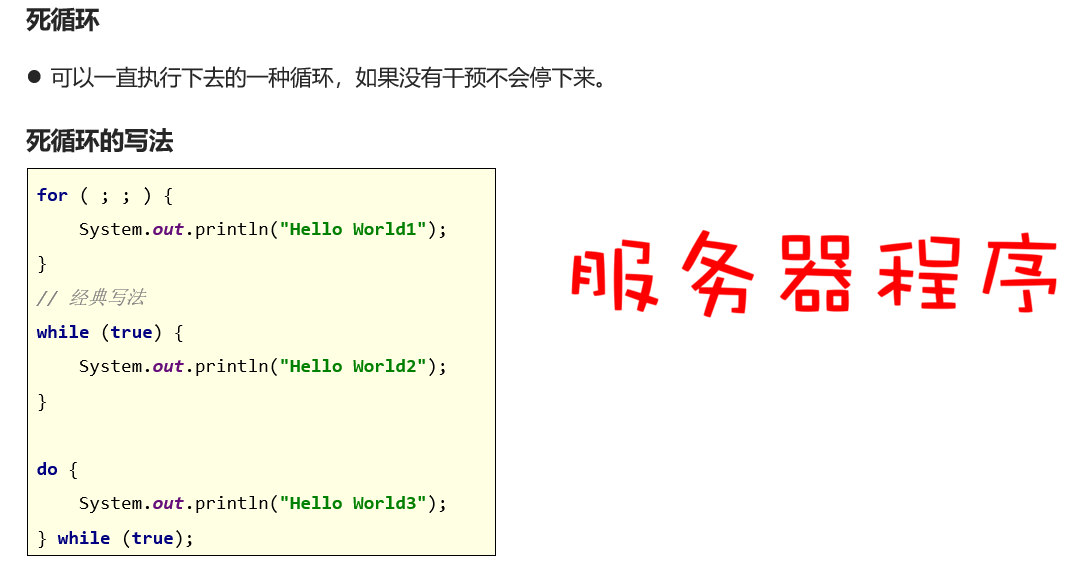 死循环
● 可以一直执行下去的一种循环，如果没有干预不会停下来。
死循环的写法
for ( ; ; ) {
    System.out.println("Hello World1");
}
// 经典写法
while (true) {
    System.out.println("Hello World2");
}
do {
    System.out.println("Hello World3");
} while (true);
服务器程序